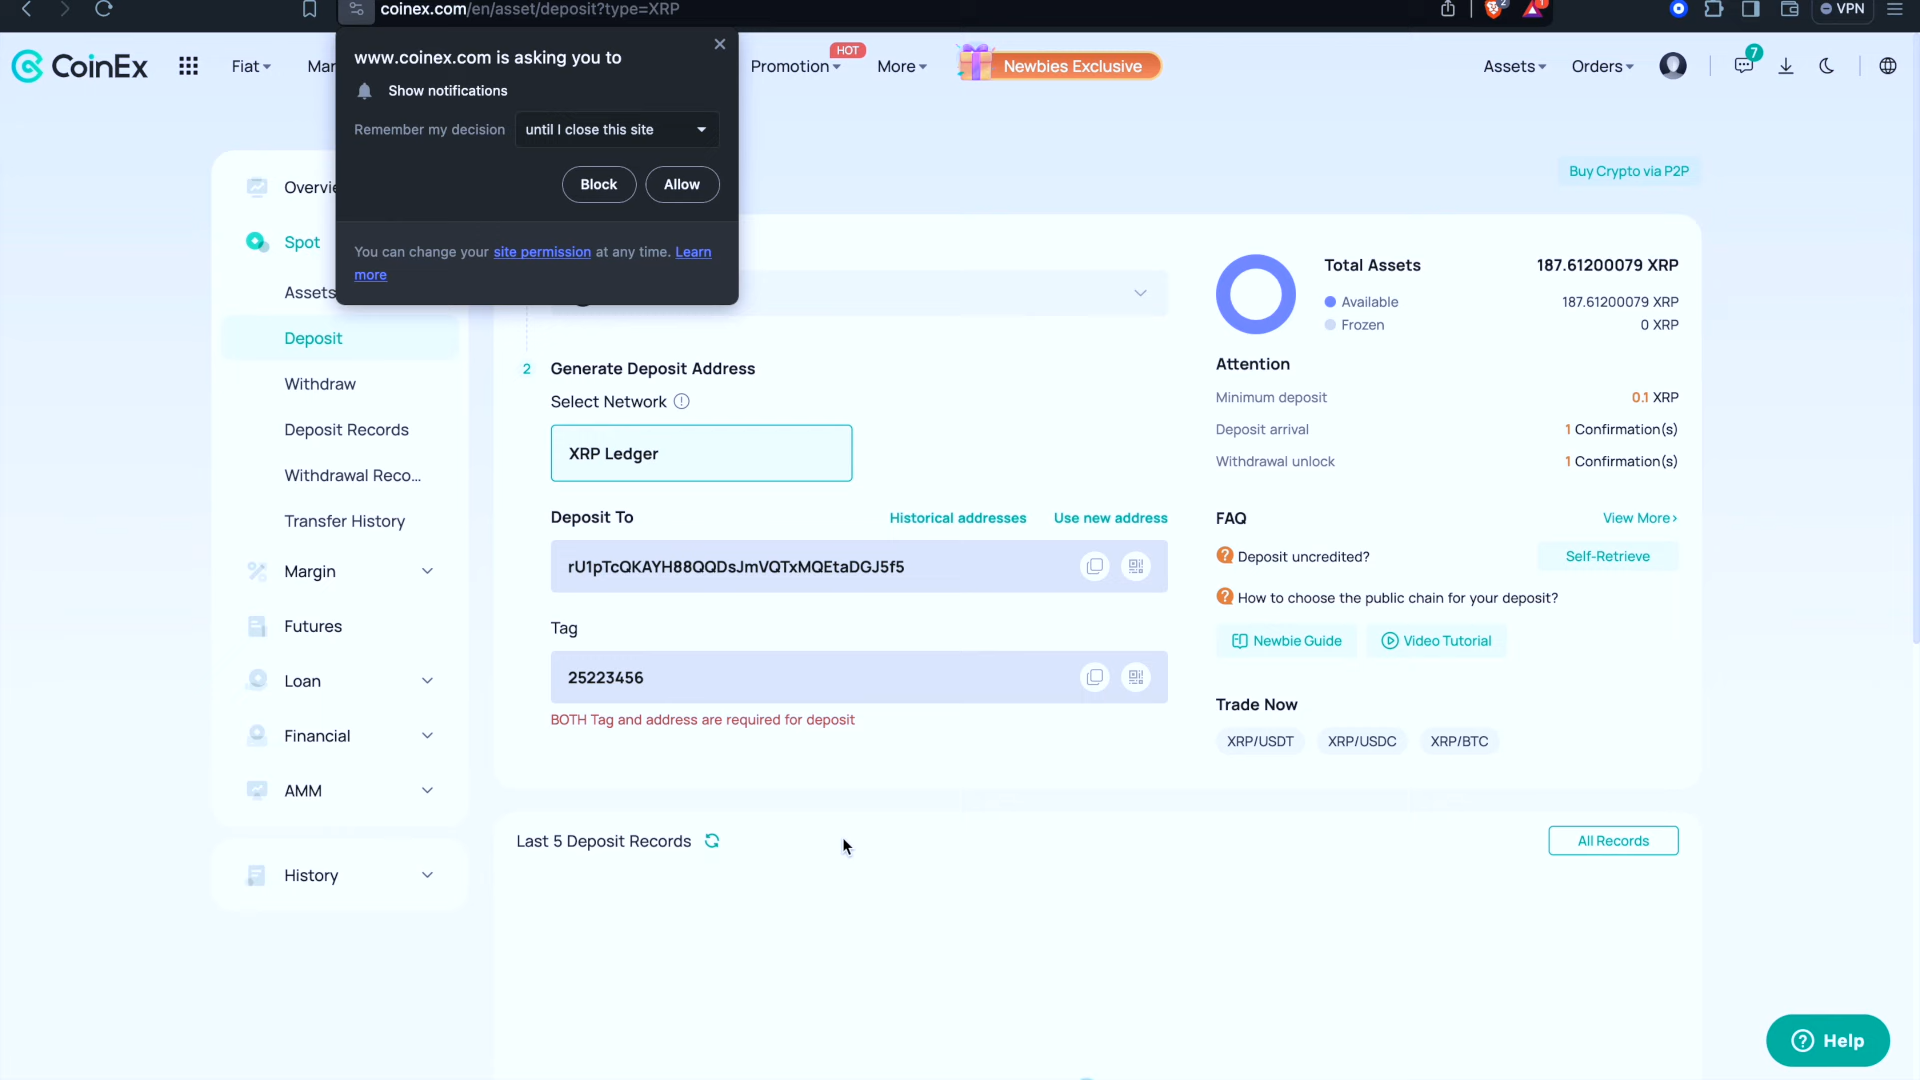 coinex.com/en/asset/deposit?type=XRP
2
1
VPN
CoinEx
Fiat
Mar
Promotion
HOT
More
Newbies Exclusive
Assets
Orders
7
www.coinex.com is asking you to
Show notifications
Remember my decision
until I close this site
Block
Allow
You can change your site permission at any time. Learn
more
Buy Crypto via P2P
Overvie
Spot
Assets
Deposit
Withdraw
Deposit Records
Withdrawal Reco...
Transfer History
Margin
Futures
Loan
Financial
AMM
History
2 Generate Deposit Address
Select Network
XRP Ledger
Deposit To
Historical addresses
Use new address
rU1pTcQKAYH88QQDsJmVQTxMQEtaDGJ5f5
Tag
25223456
BOTH Tag and address are required for deposit
Total Assets 187.61200079 XRP
Available 187.61200079 XRP
Frozen 0 XRP
Attention
Minimum deposit 0.1 XRP
Deposit arrival 1 Confirmation(s)
Withdrawal unlock 1 Confirmation(s)
FAQ View More>
Deposit uncredited? Self-Retrieve
How to choose the public chain for your deposit?
Newbie Guide
Video Tutorial
Trade Now
XRP/USDT
XRP/USDC
XRP/BTC
Last 5 Deposit Records
All Records
Help